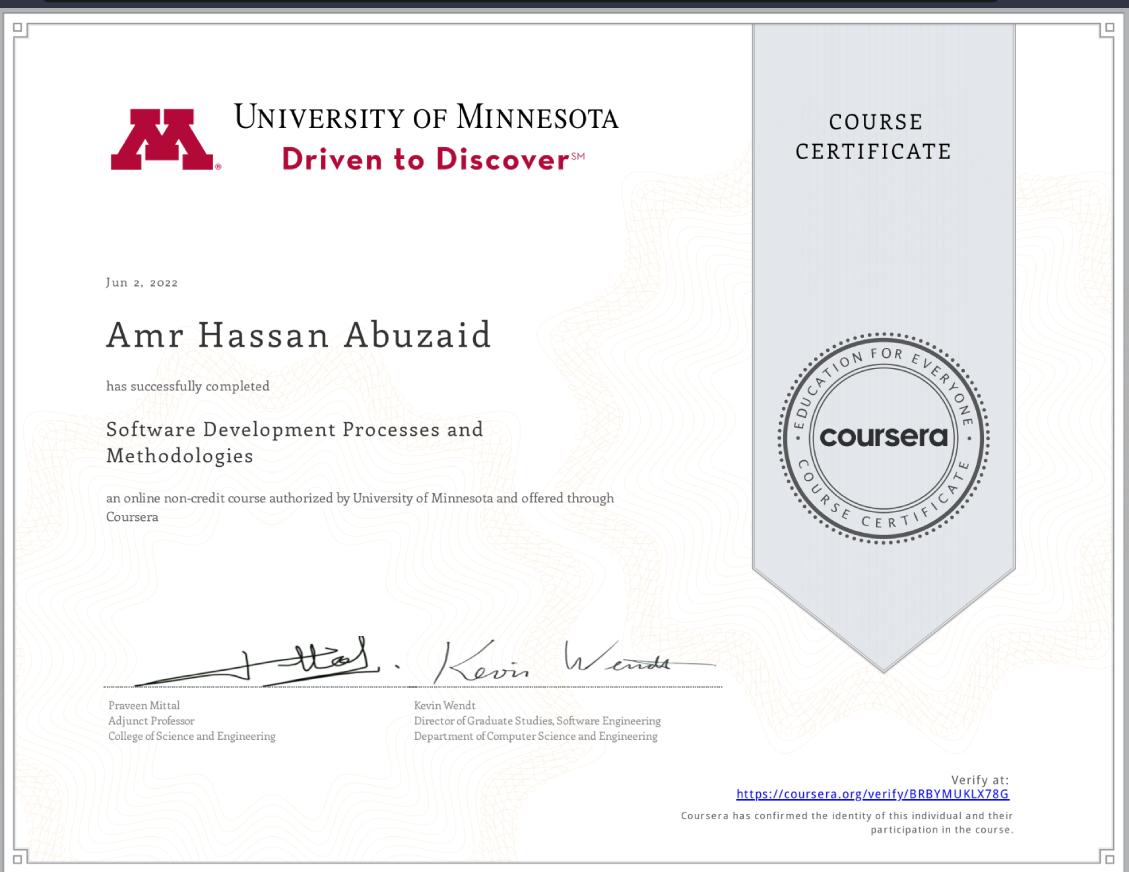 UNIVERSITY OF MINNESOTA
Driven to Discover℠
COURSE
CERTIFICATE
Jun 2, 2022
Amr Hassan Abuzaid
has successfully completed
Software Development Processes and
Methodologies
an online non-credit course authorized by University of Minnesota and offered through
Coursera
EDUCATION FOR EVERYONE
coursera
COURSE CERTIFICATE
Kevin Wendt
Praveen Mittal
Adjunct Professor
College of Science and Engineering
Kevin Wendt
Director of Graduate Studies, Software Engineering
Department of Computer Science and Engineering
Verify at:
https://coursera.org/verify/BRBYMUKLX78G
Coursera has confirmed the identity of this individual and their
participation in the course.